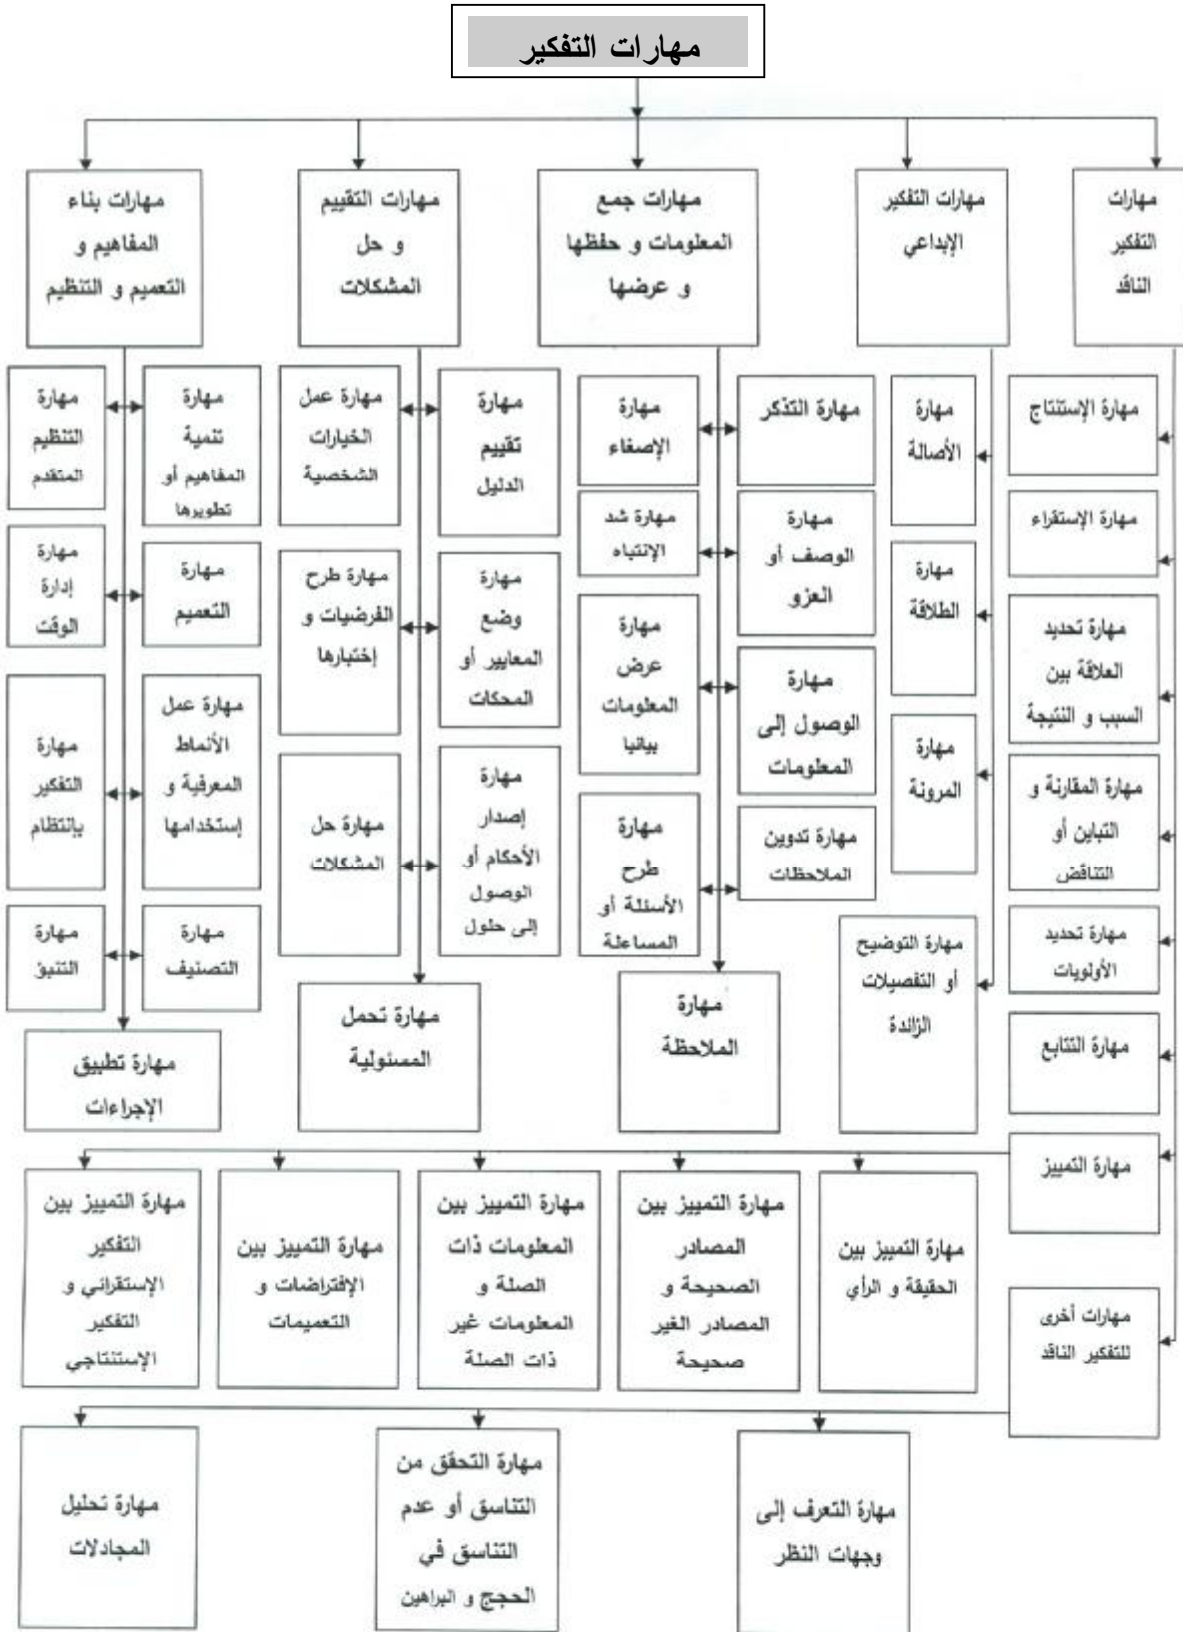 مهارات التفكير
مهارات
التفكير
الناقد
مهارات التفكير
الإبداعي
مهارات جمع
المعلومات و حفظها
و عرضها
مهارات التقييم
و حل
المشكلات
مهارات بناء
المفاهيم و
التعميم و التنظيم
مهارة الإستنتاج
مهارة الإستقراء
مهارة تحديد
العلاقة بين
السبب و النتيجة
مهارة المقارنة و
التباين أو
التناقض
مهارة تحديد
الأولويات
مهارة التتابع
مهارة التمييز
مهارات أخرى
للتفكير الناقد
مهارة
الأصالة
مهارة
الطلاقة
مهارة
المرونة
مهارة التوضيح
أو التفصيلات
الزائدة
مهارة التذكر
مهارة
الإصغاء
مهارة
الوصف أو
العزو
مهارة شد
الإنتباه
مهارة
الوصول إلى
المعلومات
مهارة
عرض
المعلومات
بيانيا
مهارة تدوين
الملاحظات
مهارة
طرح
الأسئلة أو
المساءلة
مهارة
الملاحظة
مهارة
تقييم
الدليل
مهارة عمل
الخيارات
الشخصية
مهارة
وضع
المعايير أو
المحكات
مهارة طرح
الفرضيات و
إختبارها
مهارة
إصدار
الأحكام أو
الوصول
إلى حلول
مهارة حل
المشكلات
مهارة تحمل
المسئولية
مهارة
تنمية
المفاهيم أو
تطويرها
مهارة
التنظيم
المتقدم
مهارة
التعميم
مهارة
إدارة
الوقت
مهارة عمل
الأنماط
المعرفية و
إستخدامها
مهارة
التفكير
بإنتظام
مهارة
التصنيف
مهارة
التنبؤ
مهارة تطبيق
الإجراءات
مهارة التمييز بين
الحقيقة و الرأي
مهارة التمييز بين
المصادر
الصحيحة و
المصادر الغير
صحيحة
مهارة التمييز بين
المعلومات ذات
الصلة و
المعلومات غير
ذات الصلة
مهارة التمييز بين
الإفتراضات و
التعميمات
مهارة التمييز بين
التفكير
الإستقرائي و
التفكير
الإستنتاجي
مهارة التعرف إلى
وجهات النظر
مهارة التحقق من
التناسق أو عدم
التناسق في
الحجج و البراهين
مهارة تحليل
المجادلات